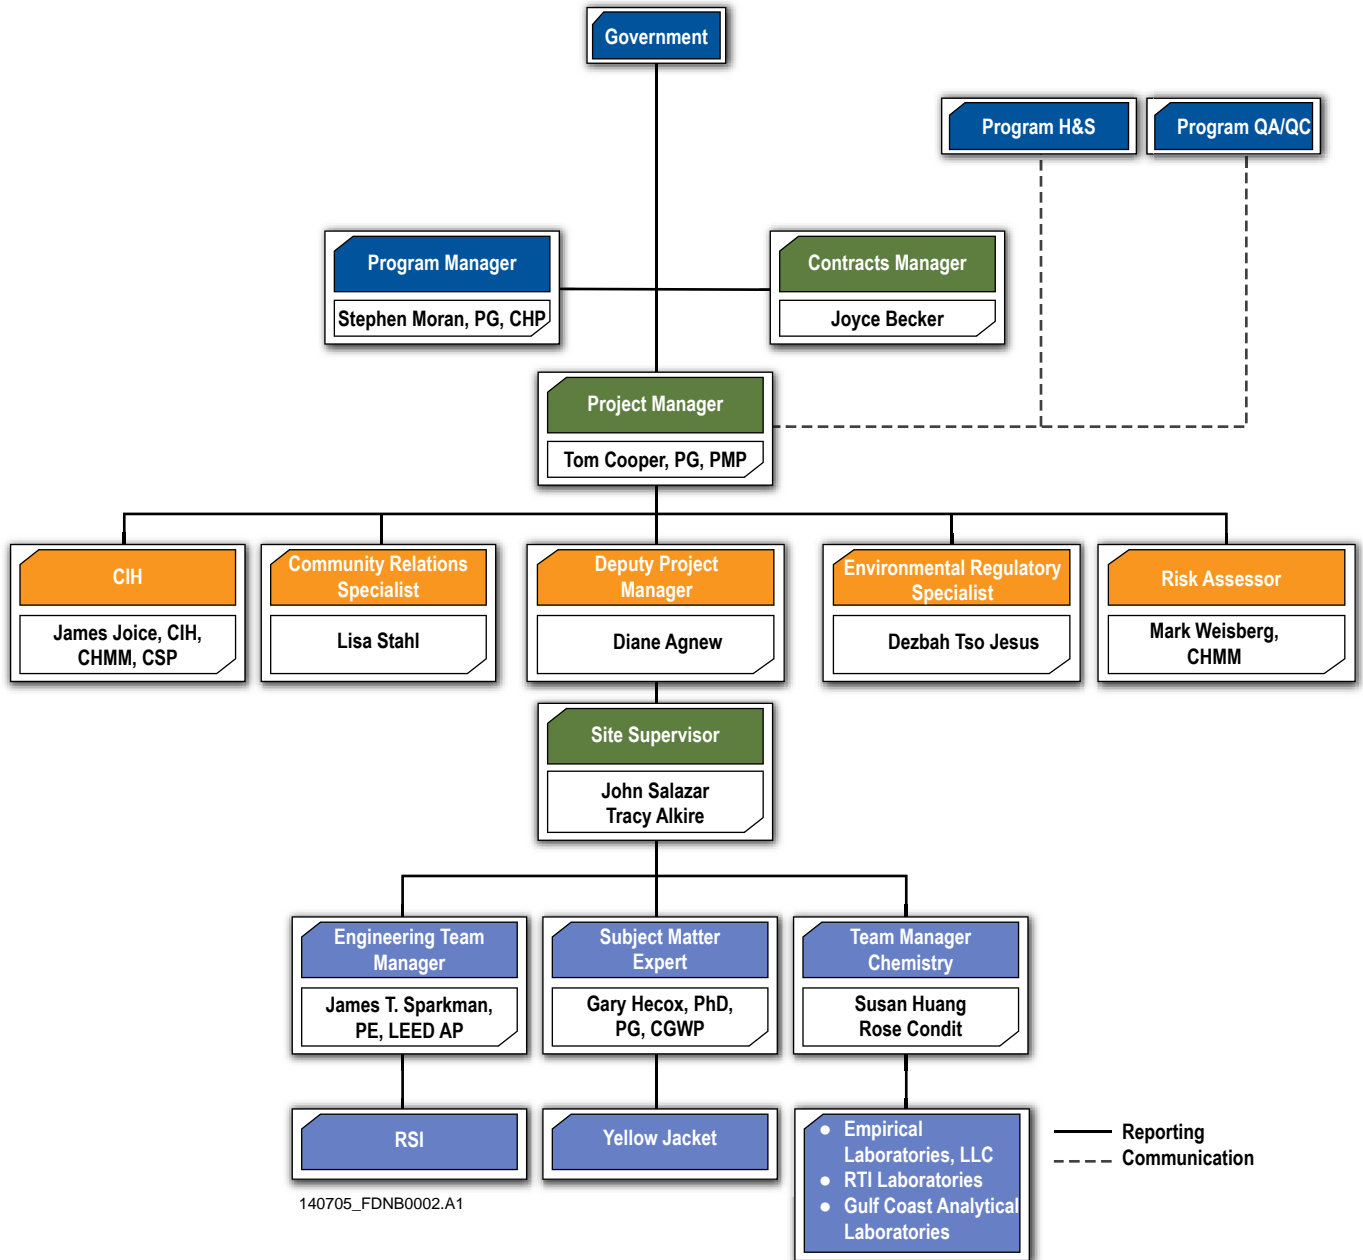 Government
Program H&S
Program QA/QC
Program Manager
Stephen Moran, PG, CHP
Contracts Manager
Joyce Becker
Project Manager
Tom Cooper, PG, PMP
CIH
James Joice, CIH,
CHMM, CSP
Community Relations
Specialist
Lisa Stahl
Deputy Project
Manager
Diane Agnew
Environmental Regulatory
Specialist
Dezbah Tso Jesus
Risk Assessor
Mark Weisberg,
CHMM
Site Supervisor
John Salazar
Tracy Alkire
Engineering Team
Manager
James T. Sparkman,
PE, LEED AP
Subject Matter
Expert
Gary Hecox, PhD,
PG, CGWP
Team Manager
Chemistry
Susan Huang
Rose Condit
RSI
Yellow Jacket
● Empirical
Laboratories, LLC
● RTI Laboratories
● Gulf Coast Analytical
Laboratories
Reporting
Communication
140705_FDNB0002.A1